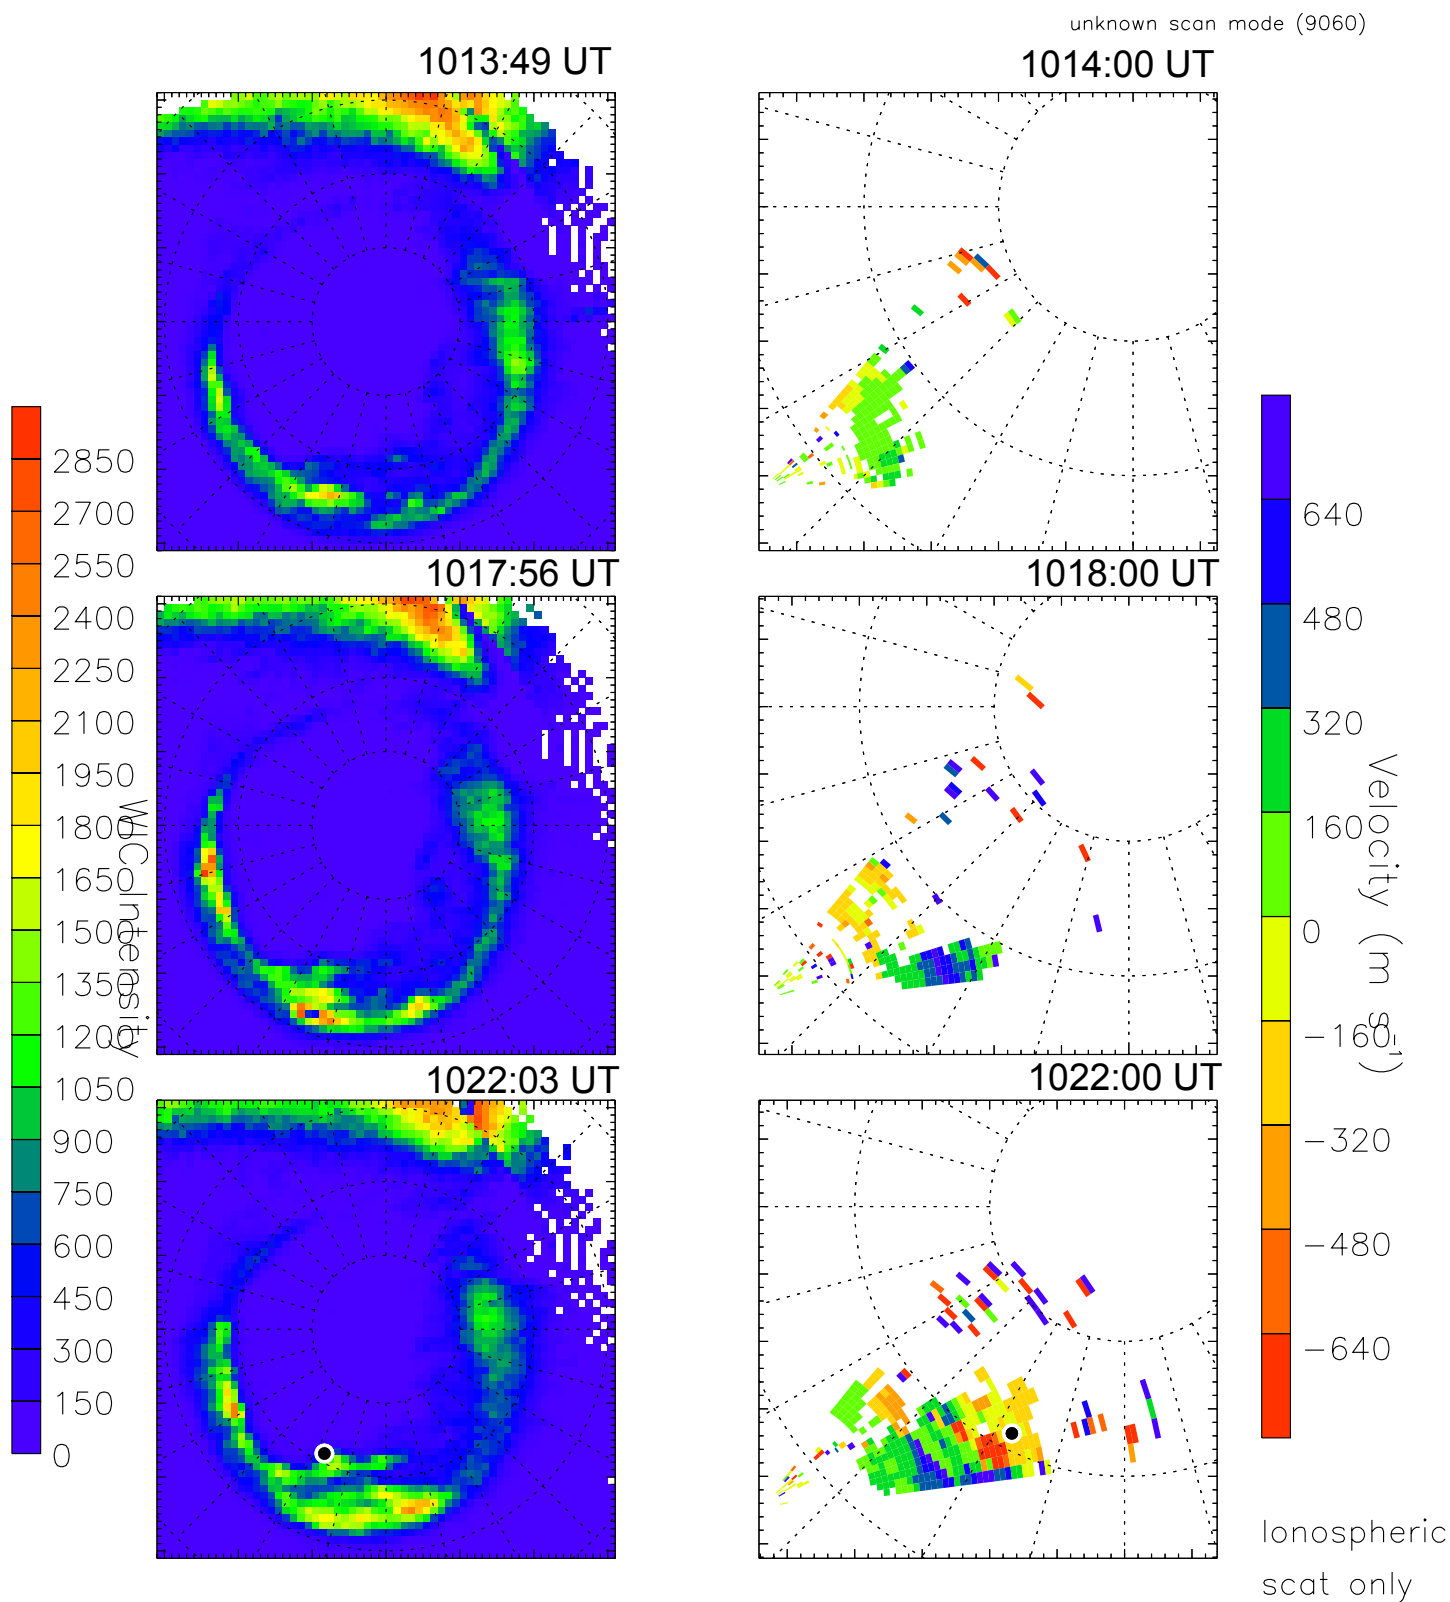 unknown scan mode (9060)
1013:49 UT
1014:00 UT
1017:56 UT
1018:00 UT
1022:03 UT
1022:00 UT
2850
2700
2550
2400
2250
2100
1950
1800
1650
1500
1350
1200
1050
900
750
600
450
300
150
0
WIC Intensity
640
480
320
160
0
−160
−320
−480
−640
Velocity (m s⁻¹)
Ionospheric
scat only